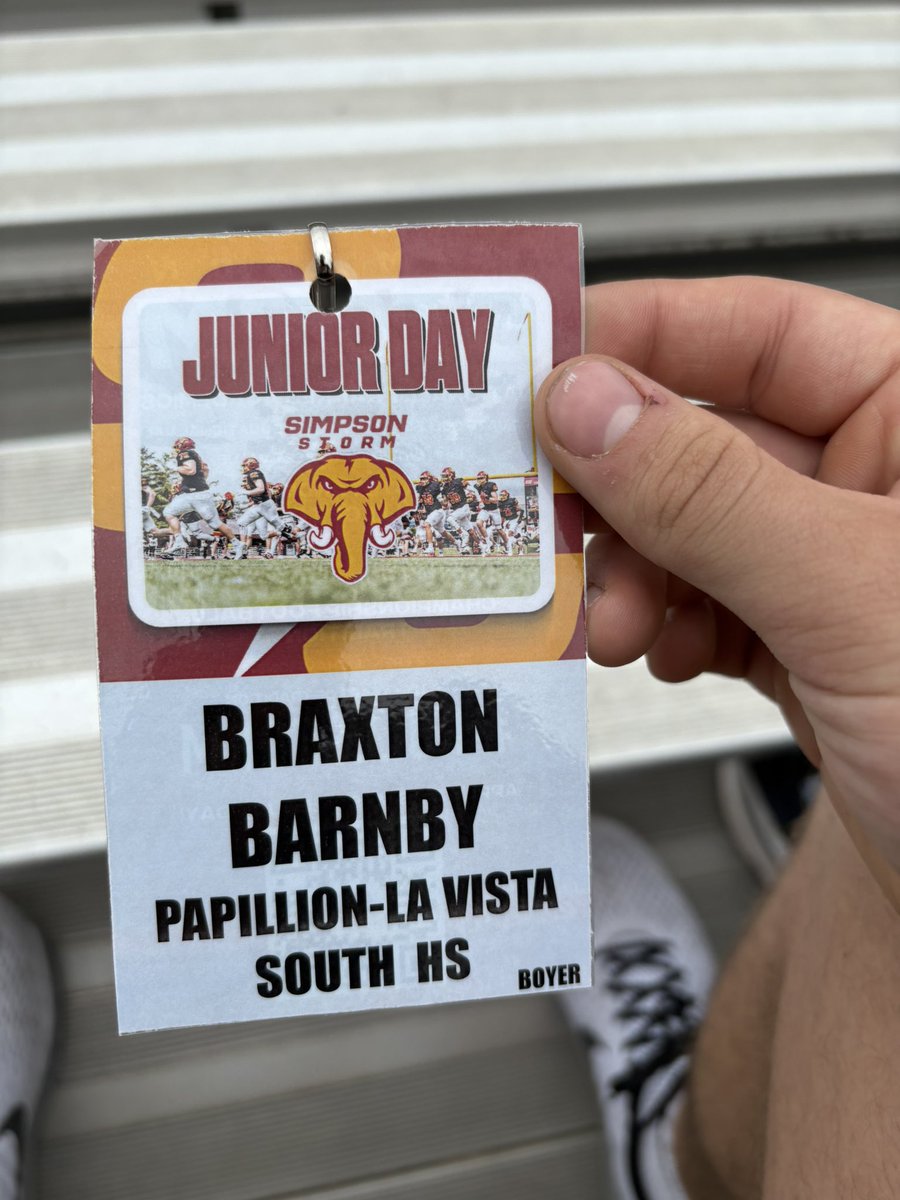 JUNIOR DAY
SIMPSON
STORM
BRAXTON
BARNBY
PAPILLION-LA VISTA
SOUTH HS
BOYER